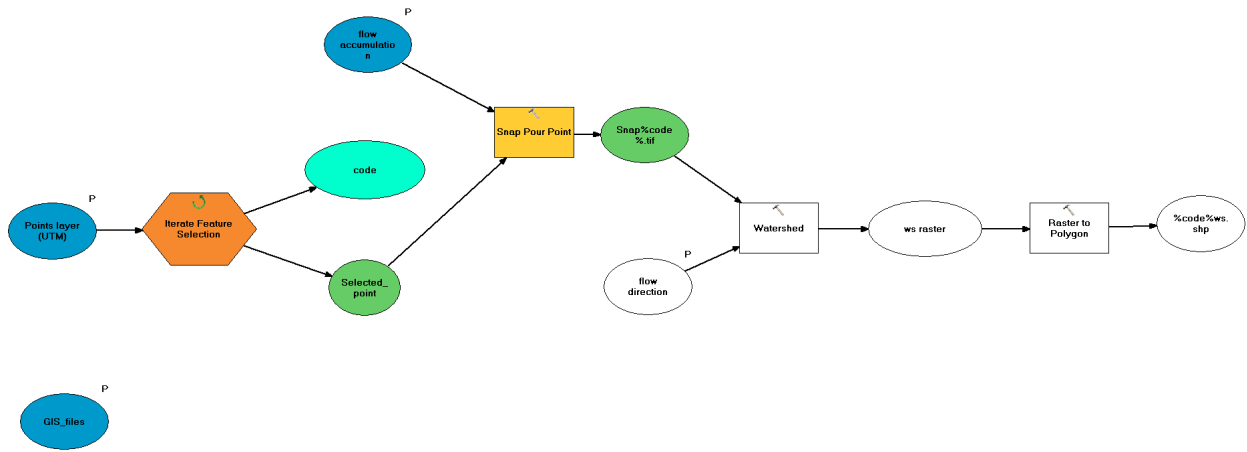 P
flow
accumulatio
n
Snap Pour Point
Snap%code
%.tif
code
P
Points layer
(UTM)
Iterate Feature
Selection
Selected_
point
Watershed
P
flow
direction
ws raster
Raster to
Polygon
%code%ws.
shp
P
GIS_files